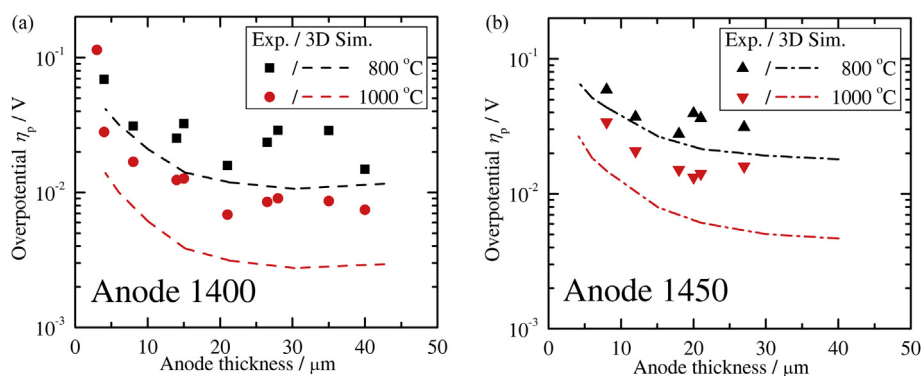 (a)
Exp. / 3D Sim.
/ 800 °C
/ 1000 °C
10⁻¹
10⁻²
10⁻³
Overpotential ηp / V
Anode 1400
0 10 20 30 40 50
Anode thickness / μm
(b)
Exp. / 3D Sim.
/ 800 °C
/ 1000 °C
10⁻¹
10⁻²
10⁻³
Overpotential ηp / V
Anode 1450
0 10 20 30 40 50
Anode thickness / μm